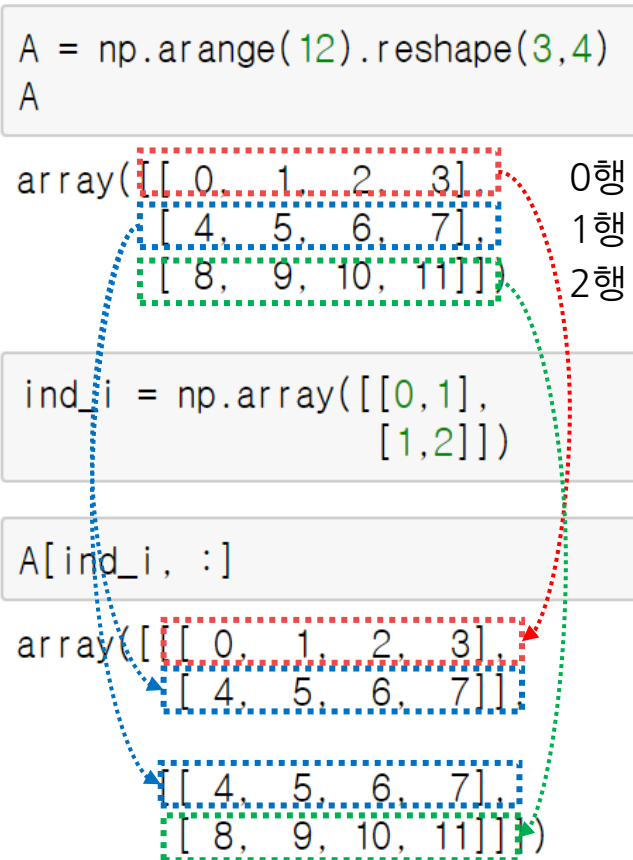 A = np.arange(12).reshape(3,4)
A
array([[ 0, 1, 2, 3], 0행
[ 4, 5, 6, 7], 1행
[ 8, 9, 10, 11]]) 2행
ind_i = np.array([[0,1],
[1,2]])
A[ind_i, :]
array([[[ 0, 1, 2, 3],
[ 4, 5, 6, 7]],
[[ 4, 5, 6, 7],
[ 8, 9, 10, 11]]])